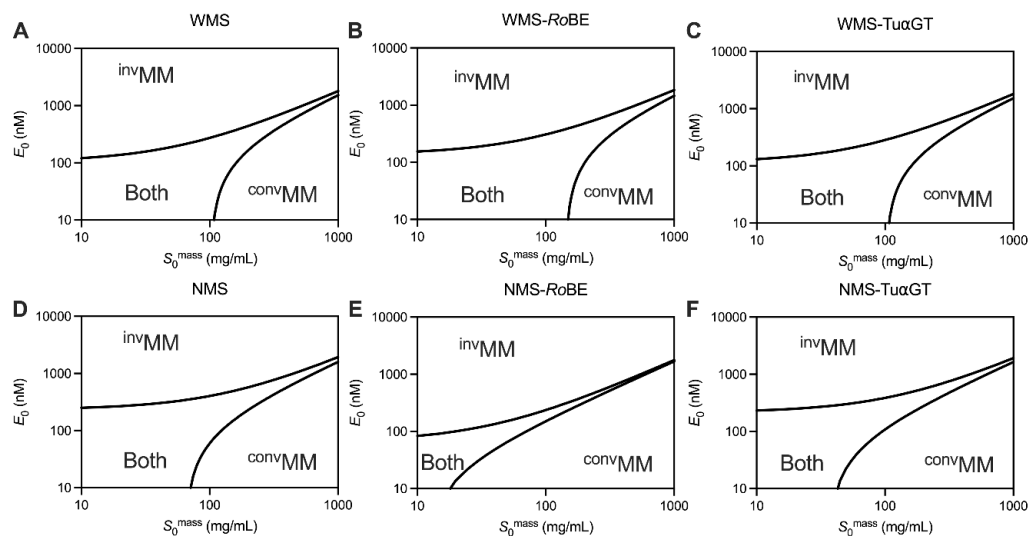 A
WMS
10000
1000
100
10
E₀ (nM)
invMM
Both
convMM
10
100
1000
S₀mass (mg/mL)
B
WMS-RoBE
10000
1000
100
10
E₀ (nM)
invMM
Both
convMM
10
100
1000
S₀mass (mg/mL)
C
WMS-TuαGT
10000
1000
100
10
E₀ (nM)
invMM
Both
convMM
10
100
1000
S₀mass (mg/mL)
D
NMS
10000
1000
100
10
E₀ (nM)
invMM
Both
convMM
10
100
1000
S₀mass (mg/mL)
E
NMS-RoBE
10000
1000
100
10
E₀ (nM)
invMM
Both
convMM
10
100
1000
S₀mass (mg/mL)
F
NMS-TuαGT
10000
1000
100
10
E₀ (nM)
invMM
Both
convMM
10
100
1000
S₀mass (mg/mL)